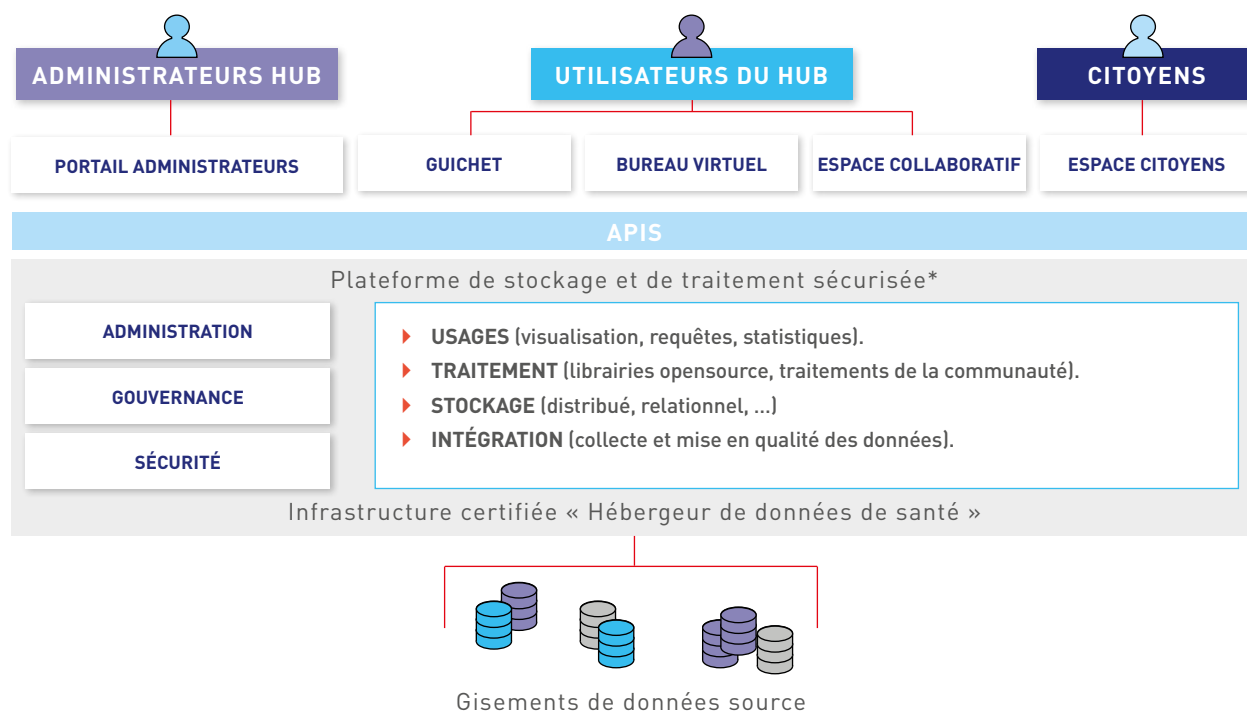 ADMINISTRATEURS HUB
UTILISATEURS DU HUB
CITOYENS
PORTAIL ADMINISTRATEURS
GUICHET
BUREAU VIRTUEL
ESPACE COLLABORATIF
ESPACE CITOYENS
APIS
Plateforme de stockage et de traitement sécurisée*
ADMINISTRATION
GOUVERNANCE
SÉCURITÉ
USAGES (visualisation, requêtes, statistiques).
TRAITEMENT (librairies opensource, traitements de la communauté).
STOCKAGE (distribué, relationnel, ...)
INTÉGRATION (collecte et mise en qualité des données).
Infrastructure certifiée « Hébergeur de données de santé »
Gisements de données source